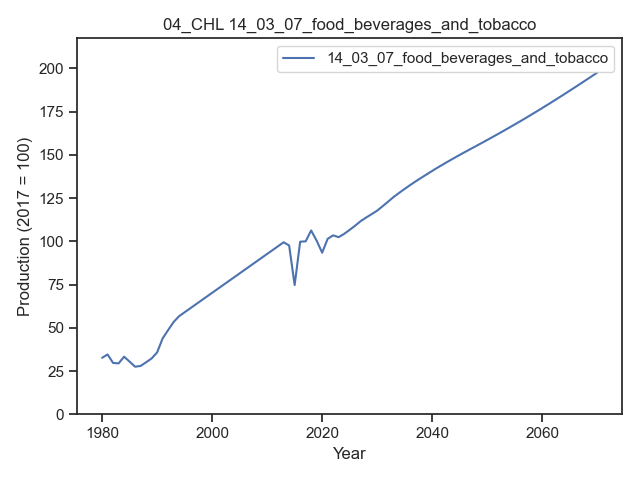 04_CHL 14_03_07_food_beverages_and_tobacco
14_03_07_food_beverages_and_tobacco
200
175
150
125
100
75
50
25
0
Production (2017 = 100)
1980 2000 2020 2040 2060
Year